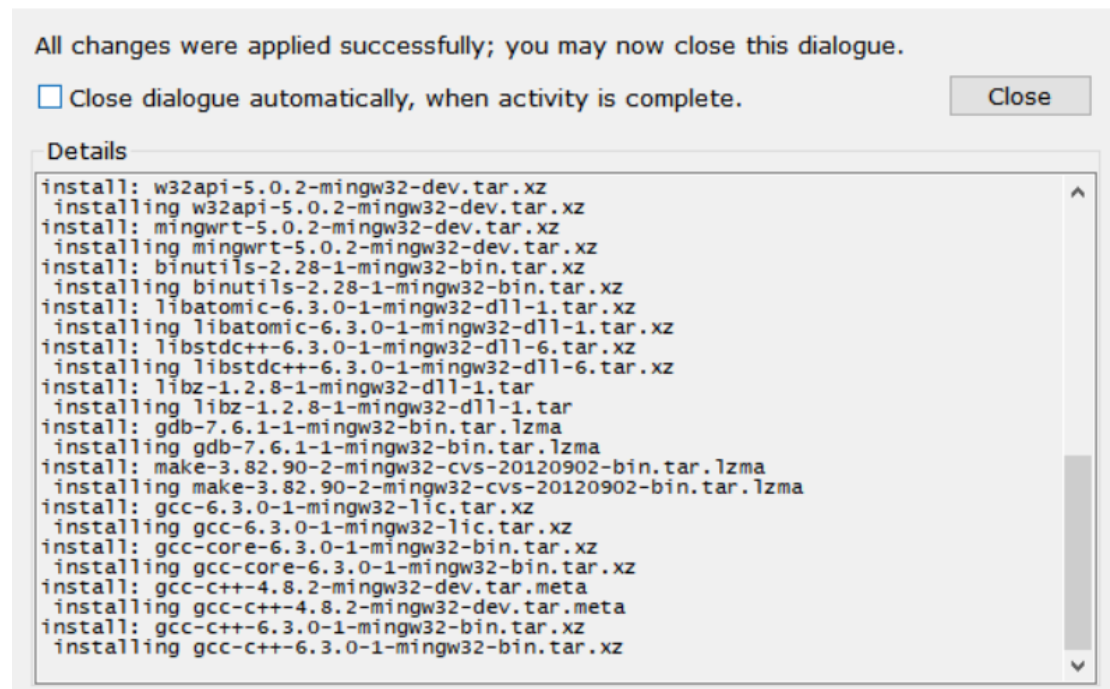 All changes were applied successfully; you may now close this dialogue.
Close dialogue automatically, when activity is complete.
Close
Details
install: w32api-5.0.2-mingw32-dev.tar.xz
installing w32api-5.0.2-mingw32-dev.tar.xz
install: mingwrt-5.0.2-mingw32-dev.tar.xz
installing mingwrt-5.0.2-mingw32-dev.tar.xz
install: binutils-2.28-1-mingw32-bin.tar.xz
installing binutils-2.28-1-mingw32-bin.tar.xz
install: libatomic-6.3.0-1-mingw32-dll-1.tar.xz
installing libatomic-6.3.0-1-mingw32-dll-1.tar.xz
install: libstdc++-6.3.0-1-mingw32-dll-6.tar.xz
installing libstdc++-6.3.0-1-mingw32-dll-6.tar.xz
install: libz-1.2.8-1-mingw32-dll-1.tar
installing libz-1.2.8-1-mingw32-dll-1.tar
install: gdb-7.6.1-1-mingw32-bin.tar.lzma
installing gdb-7.6.1-1-mingw32-bin.tar.lzma
install: make-3.82.90-2-mingw32-cvs-20120902-bin.tar.lzma
installing make-3.82.90-2-mingw32-cvs-20120902-bin.tar.lzma
install: gcc-6.3.0-1-mingw32-lic.tar.xz
installing gcc-6.3.0-1-mingw32-lic.tar.xz
install: gcc-core-6.3.0-1-mingw32-bin.tar.xz
installing gcc-core-6.3.0-1-mingw32-bin.tar.xz
install: gcc-c++-4.8.2-mingw32-dev.tar.meta
installing gcc-c++-4.8.2-mingw32-dev.tar.meta
install: gcc-c++-6.3.0-1-mingw32-bin.tar.xz
installing gcc-c++-6.3.0-1-mingw32-bin.tar.xz